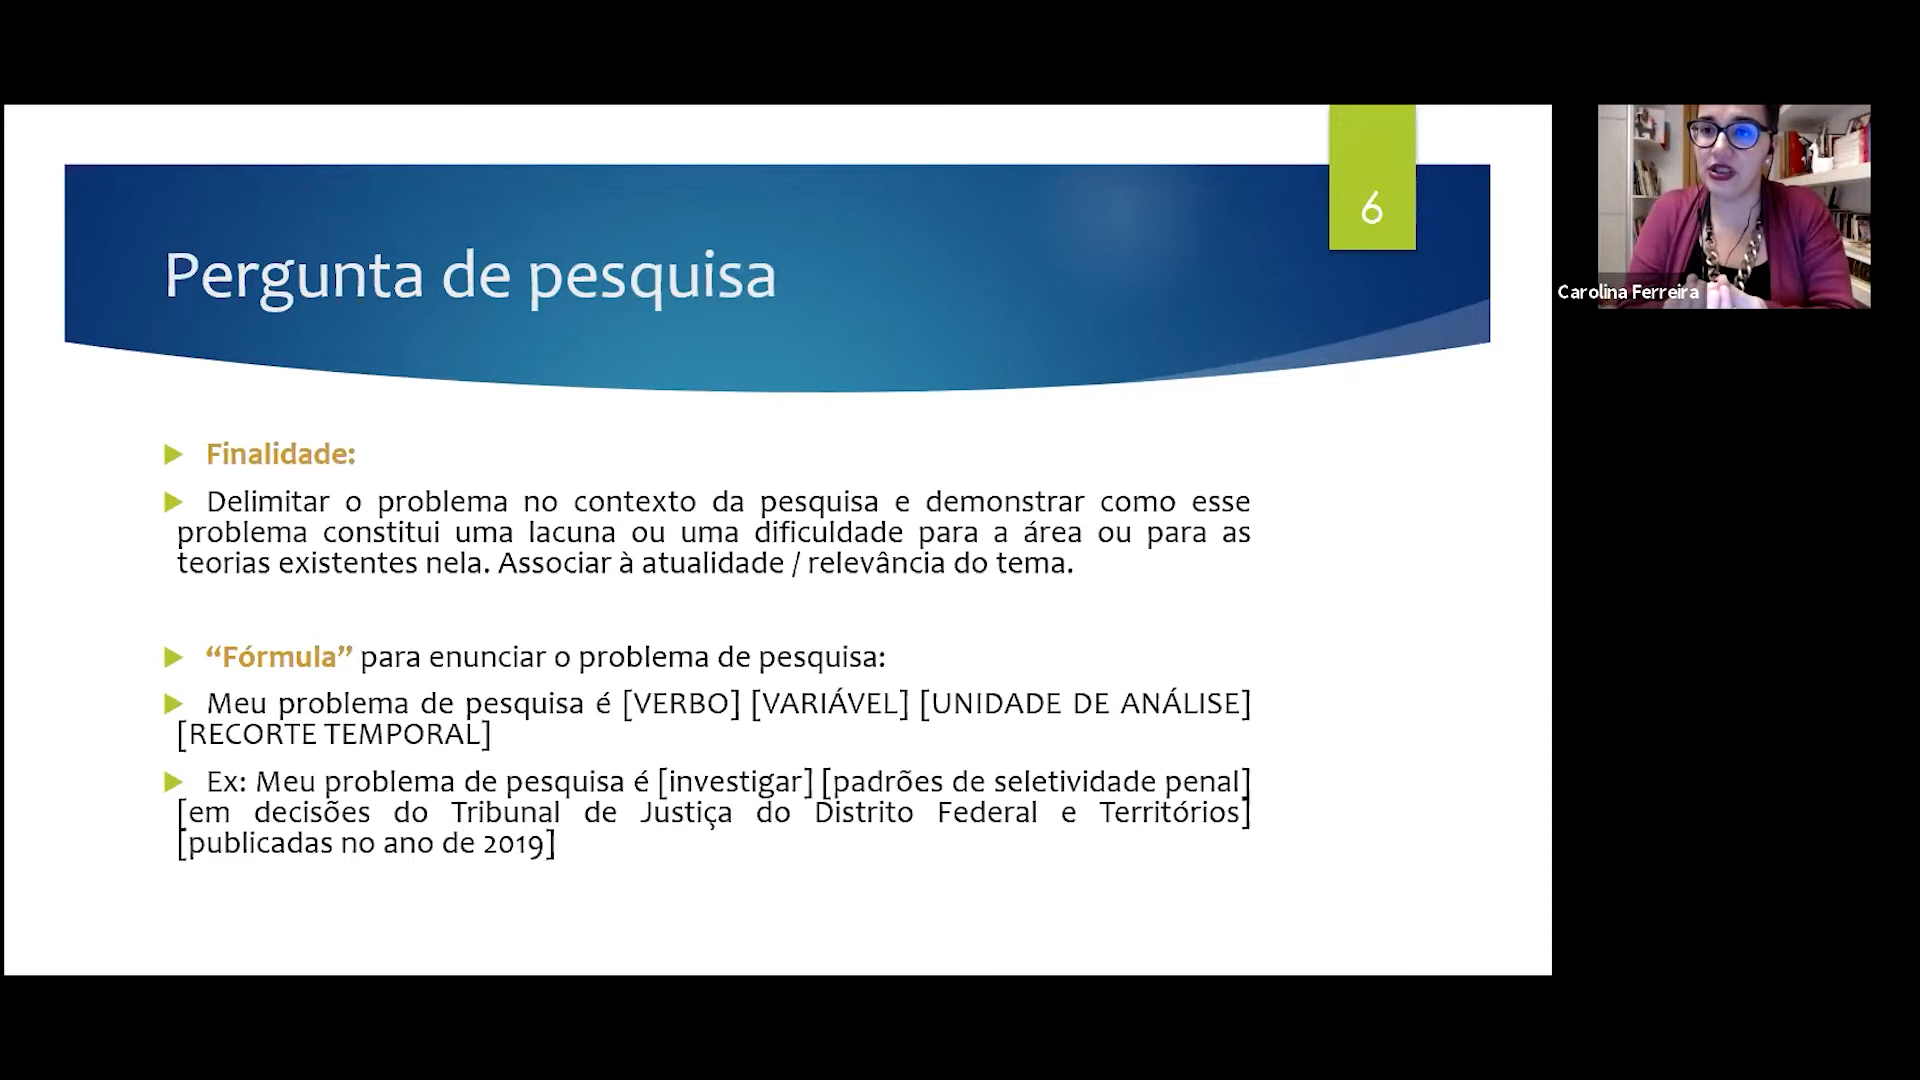 6
Pergunta de pesquisa
Carolina Ferreira
Finalidade:
Delimitar o problema no contexto da pesquisa e demonstrar como esse
problema constitui uma lacuna ou uma dificuldade para a área ou para as
teorias existentes nela. Associar à atualidade / relevância do tema.
“Fórmula” para enunciar o problema de pesquisa:
Meu problema de pesquisa é [VERBO] [VARIÁVEL] [UNIDADE DE ANÁLISE]
[RECORTE TEMPORAL]
Ex: Meu problema de pesquisa é [investigar] [padrões de seletividade penal]
[em decisões do Tribunal de Justiça do Distrito Federal e Territórios]
[publicadas no ano de 2019]